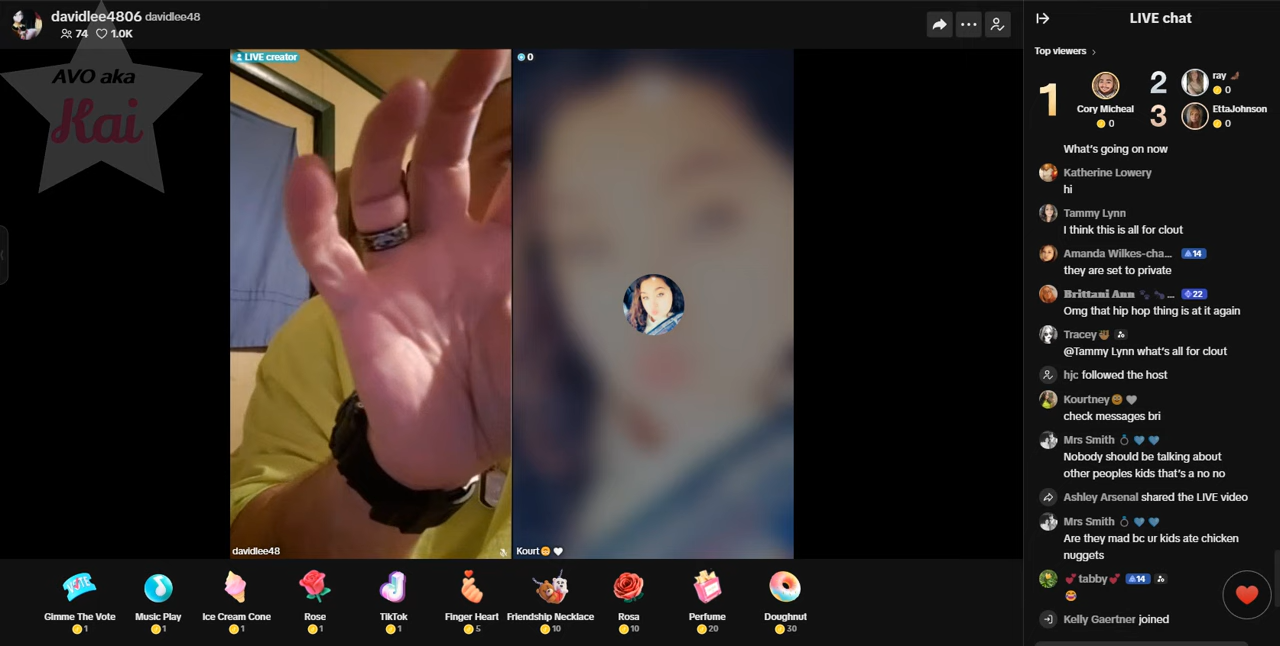 davidlee4806 davidlee48
74 1.0K
AVO aka
Kai
LIVE creator
0
davidlee48
Kourt
Gimme The Vote
1
Music Play
1
Ice Cream Cone
1
Rose
1
TikTok
1
Finger Heart
5
Friendship Necklace
10
Rosa
10
Perfume
20
Doughnut
30
LIVE chat
Top viewers
1
Cory Micheal
0
2
ray
0
3
EttaJohnson
0
What's going on now
Katherine Lowery
hi
Tammy Lynn
I think this is all for clout
Amanda Wilkes-cha... 14
they are set to private
Brittani Ann ... 22
Omg that hip hop thing is at it again
Tracey
@Tammy Lynn what's all for clout
hjc followed the host
Kourtney
check messages bri
Mrs Smith
Nobody should be talking about
other peoples kids that's a no no
Ashley Arsenal shared the LIVE video
Mrs Smith
Are they mad bc ur kids ate chicken
nuggets
tabby 14
Kelly Gaertner joined